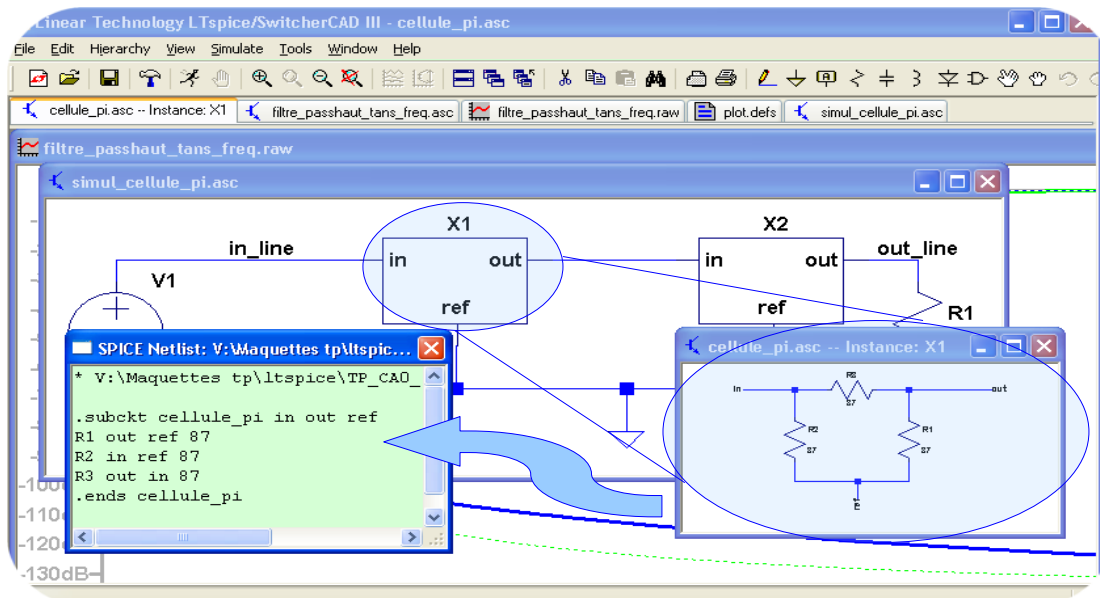 Linear Technology LTspice/SwitcherCAD III - cellule_pi.asc
File Edit Hierarchy View Simulate Tools Window Help
cellule_pi.asc -- Instance: X1 filtre_passhaut_tans_freq.asc filtre_passhaut_tans_freq.raw plot.defs simul_cellule_pi.asc
filtre_passhaut_tans_freq.raw
simul_cellule_pi.asc
X1 X2
in_line out_line
in out in out
V1
ref ref R1
SPICE Netlist: V:\Maquettes tp\ltspic...
* V:\Maquettes tp\ltspice\TP_CAO_
.subckt cellule_pi in out ref
R1 out ref 87
R2 in ref 87
R3 out in 87
.ends cellule_pi
cellule_pi.asc -- Instance: X1
in out
87
R2 R1
87 87
-100
-110
-120
-130dB